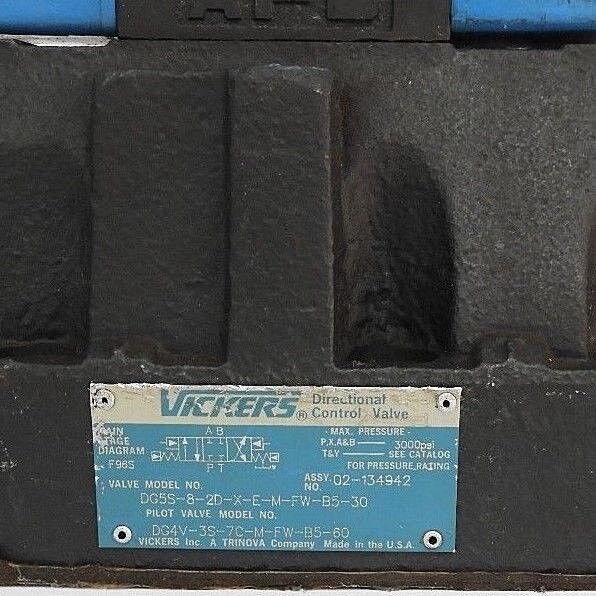 VICKERS® Directional
Control Valve
MAIN
STAGE
DIAGRAM
F96S
A B
P T
- MAX. PRESSURE -
P,X,A&B — 3000psi
T&Y — SEE CATALOG
FOR PRESSURE RATING
VALVE MODEL NO.
ASSY. NO. 02-134942
DG5S-8-2D-X-E-M-FW-B5-30
PILOT VALVE MODEL NO.
DG4V-3S-7C-M-FW-B5-60
VICKERS Inc. A TRINOVA Company Made in the U.S.A.